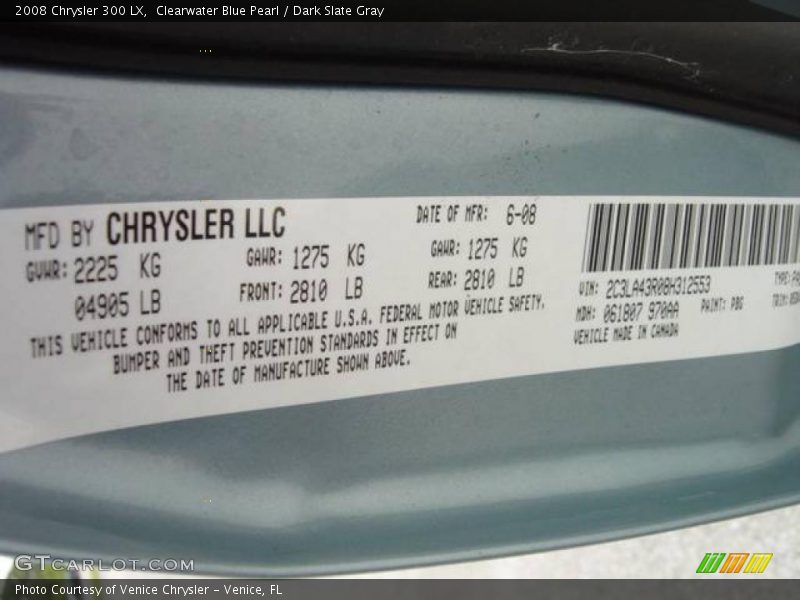 2008 Chrysler 300 LX,  Clearwater Blue Pearl / Dark Slate Gray
MFD BY CHRYSLER LLC
DATE OF MFR: 6-08
GVWR: 2225 KG
GAWR: 1275 KG
GAWR: 1275 KG
04905 LB
FRONT: 2810 LB
REAR: 2810 LB
THIS VEHICLE CONFORMS TO ALL APPLICABLE U.S.A. FEDERAL MOTOR VEHICLE SAFETY.
BUMPER AND THEFT PREVENTION STANDARDS IN EFFECT ON
THE DATE OF MANUFACTURE SHOWN ABOVE.
VIN: 2C3LA43R08H312553
TYPE:
MDH: 061807 970AA
PAINT: PBG
TRIM:
VEHICLE MADE IN CANADA
GTCARLOT.COM
Photo Courtesy of Venice Chrysler - Venice, FL